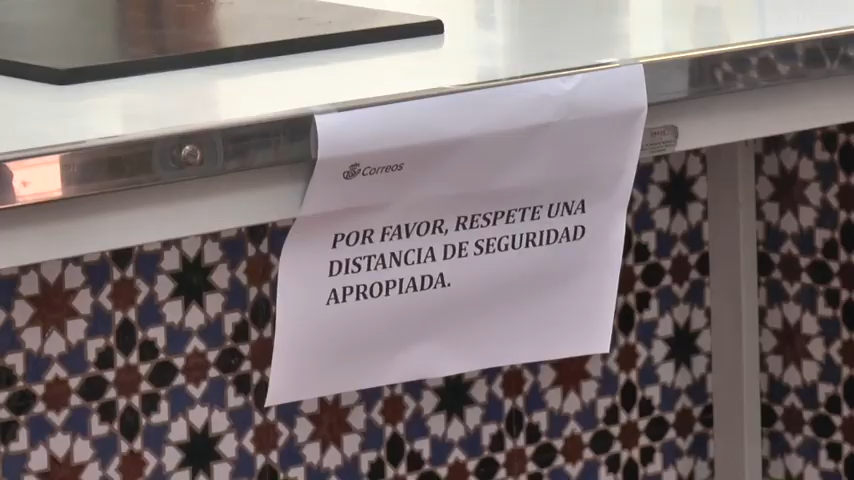 Correos
POR FAVOR, RESPETE UNA
DISTANCIA DE SEGURIDAD
APROPIADA.